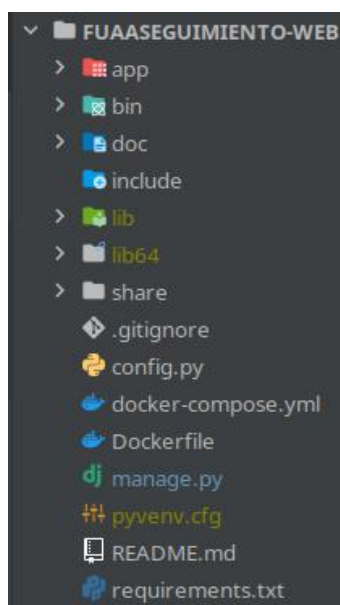 FUAASEGUIMIENTO-WEB
app
bin
doc
include
lib
lib64
share
.gitignore
config.py
docker-compose.yml
Dockerfile
dj manage.py
pyvenv.cfg
README.md
requirements.txt